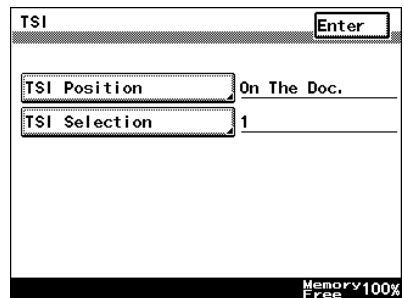 TSI
Enter
TSI Position On The Doc.
TSI Selection 1
Memory 100%
Free